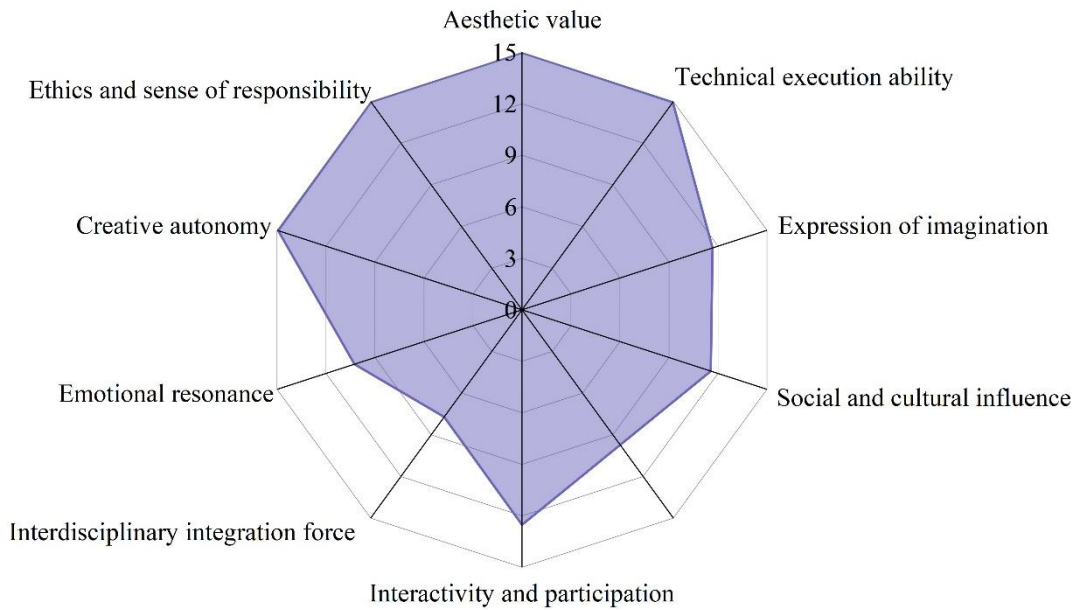 Aesthetic value
15
Technical execution ability
Ethics and sense of responsibility
12
9
6
Creative autonomy
Expression of imagination
3
0
Emotional resonance
Social and cultural influence
Interdisciplinary integration force
Interactivity and participation